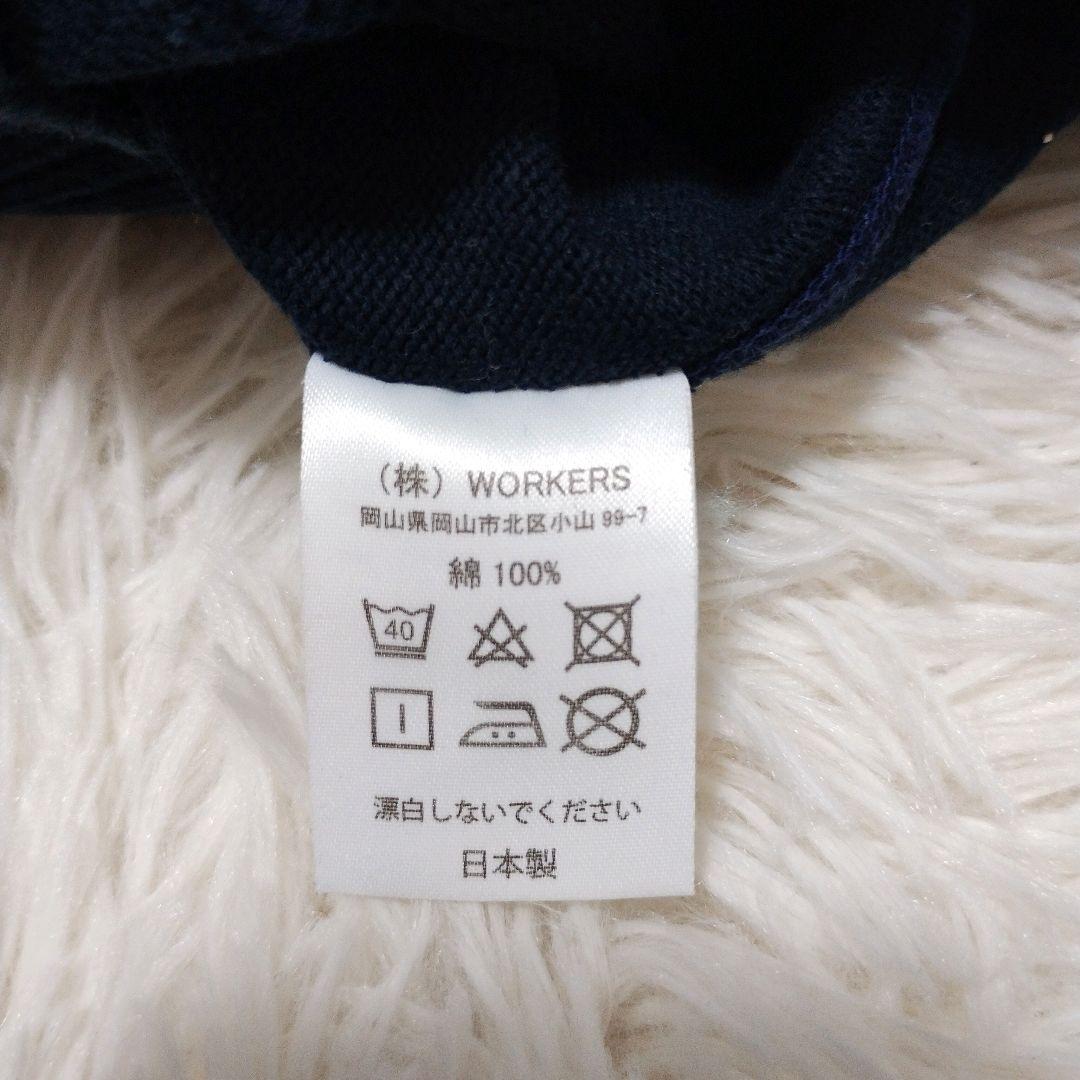 （株）WORKERS
岡山県岡山市北区小山 99-7
綿 100%
40
漂白しないでください
日本製